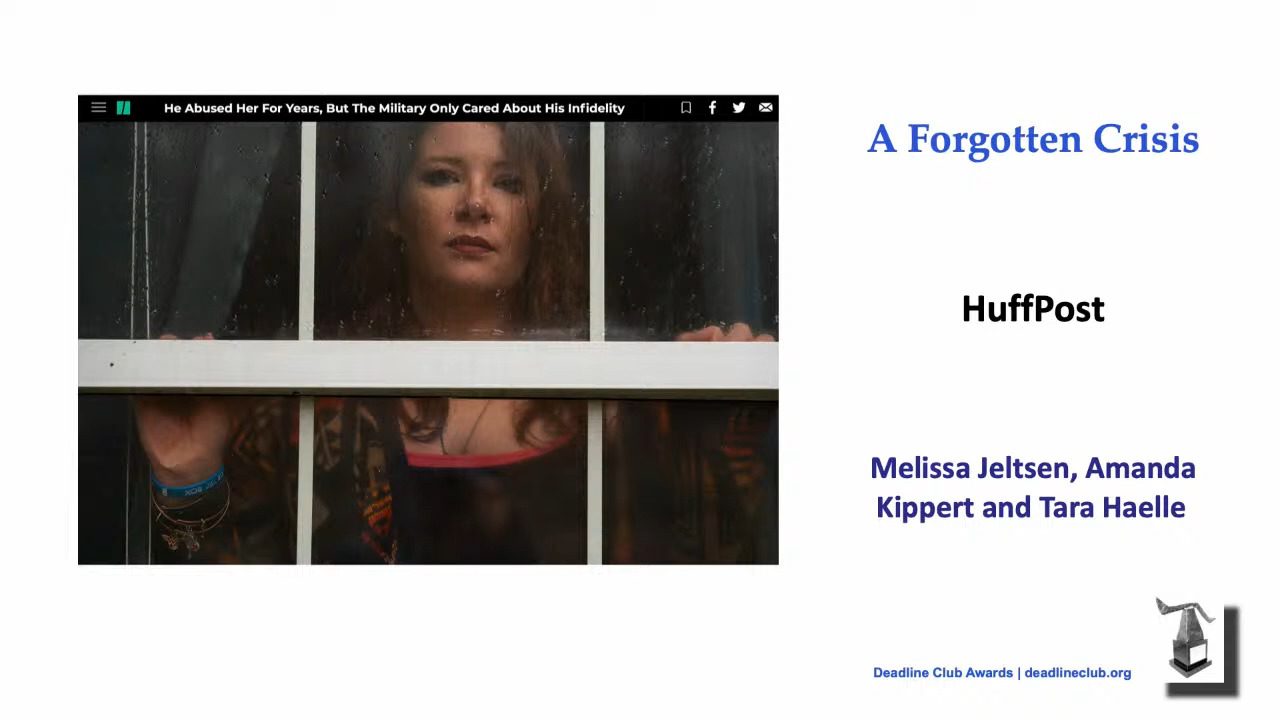 He Abused Her For Years, But The Military Only Cared About His Infidelity
A Forgotten Crisis
HuffPost
Melissa Jeltsen, Amanda
Kippert and Tara Haelle
Deadline Club Awards | deadlineclub.org